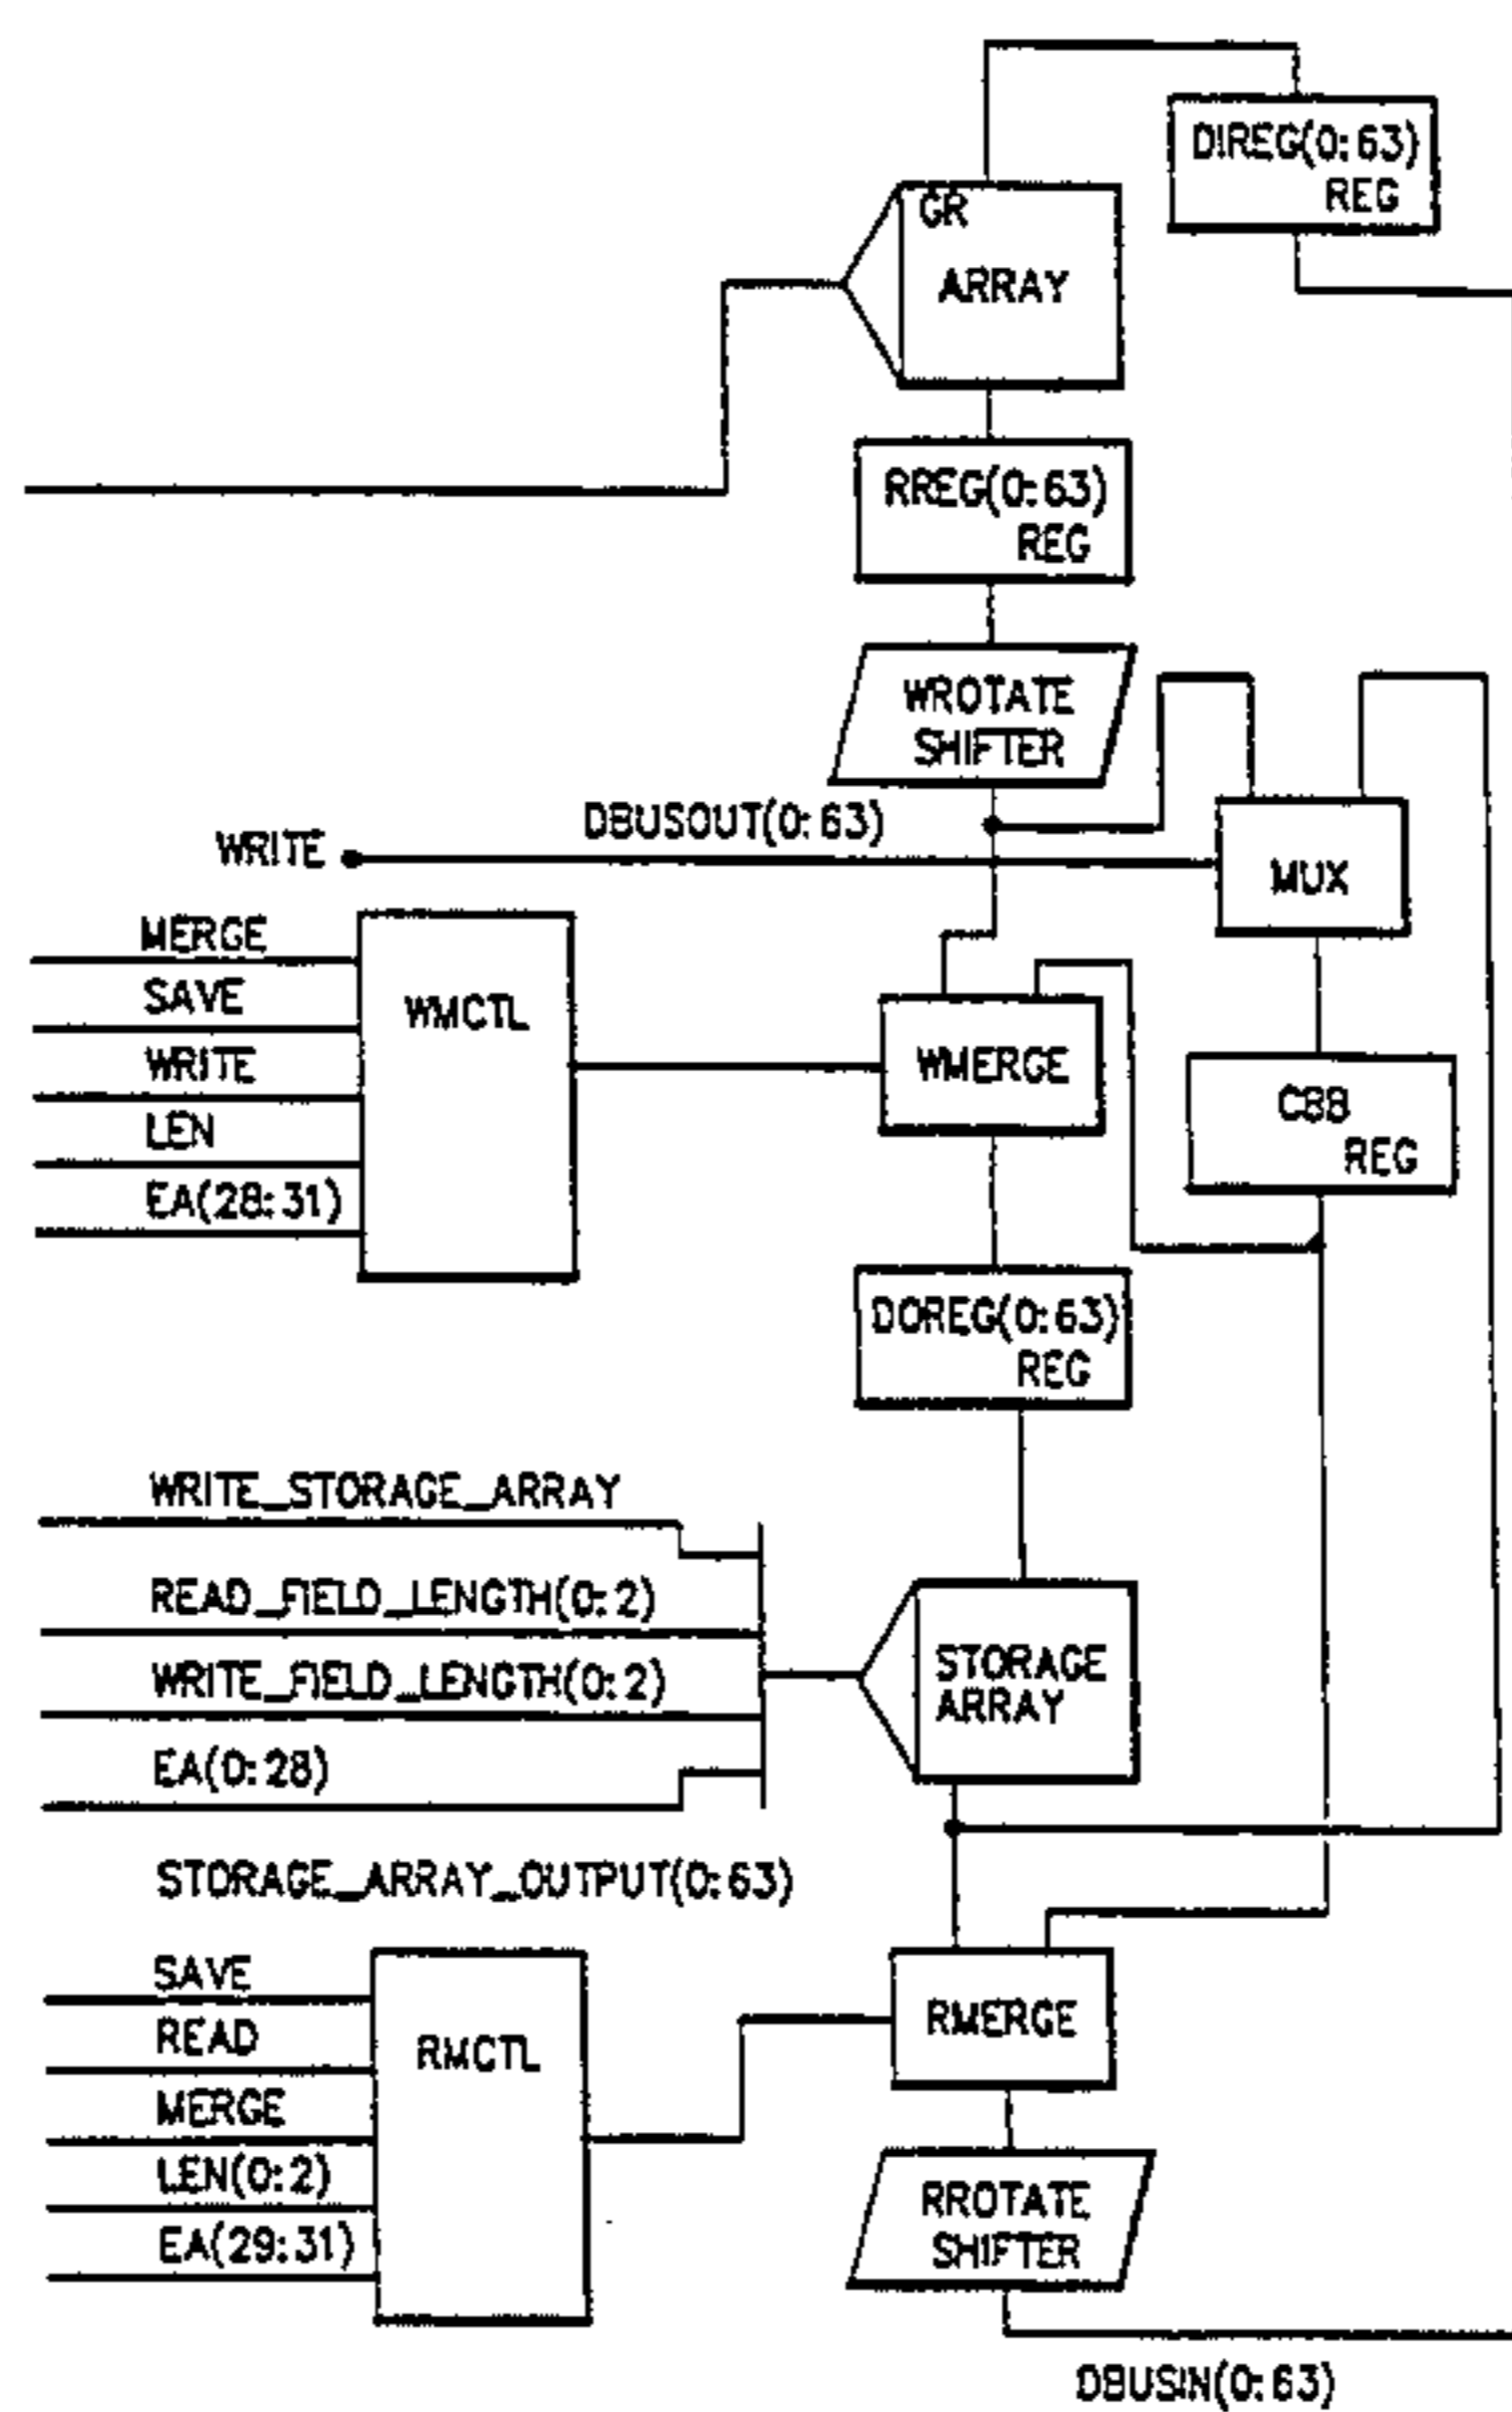 DIREG(0:63)
REG
GR
ARRAY
RREG(0:63)
REG
WROTATE
SHIFTER
DBUSOUT(0:63)
WRITE
MUX
MERGE
SAVE
WRITE
LEN
EA(28:31)
WMCTL
WMERGE
CBB
REG
DOREG(0:63)
REG
WRITE_STORAGE_ARRAY
READ_FIELD_LENGTH(0:2)
WRITE_FIELD_LENGTH(0:2)
EA(0:28)
STORAGE
ARRAY
STORAGE_ARRAY_OUTPUT(0:63)
SAVE
READ
MERGE
LEN(0:2)
EA(29:31)
RMCTL
RMERGE
RROTATE
SHIFTER
DBUSIN(0:63)